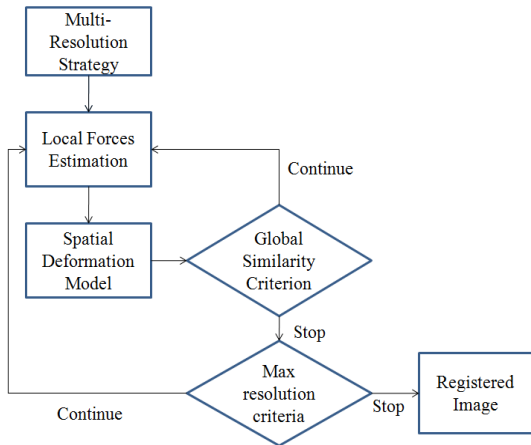 Multi-
Resolution
Strategy
Local Forces
Estimation
Continue
Spatial
Deformation
Model
Global
Similarity
Criterion
Stop
Max
resolution
criteria
Continue
Stop
Registered
Image